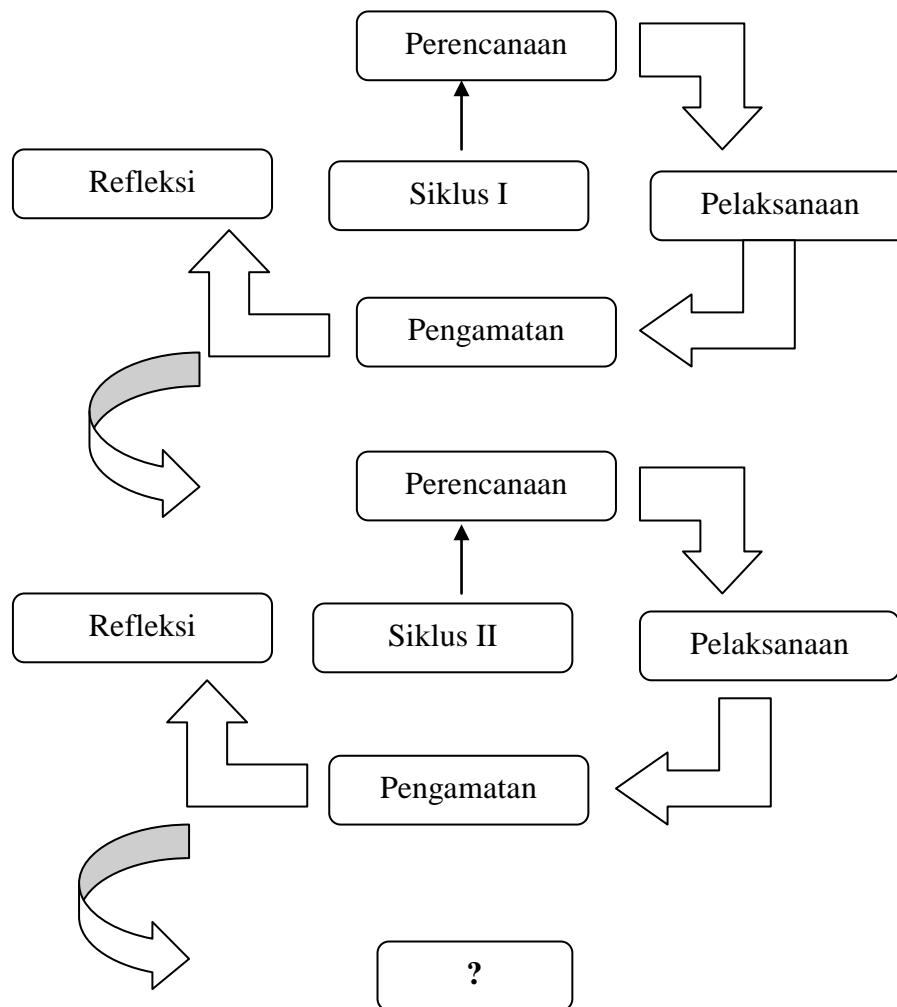 Perencanaan
Refleksi
Siklus I
Pelaksanaan
Pengamatan
Perencanaan
Refleksi
Siklus II
Pelaksanaan
Pengamatan
?